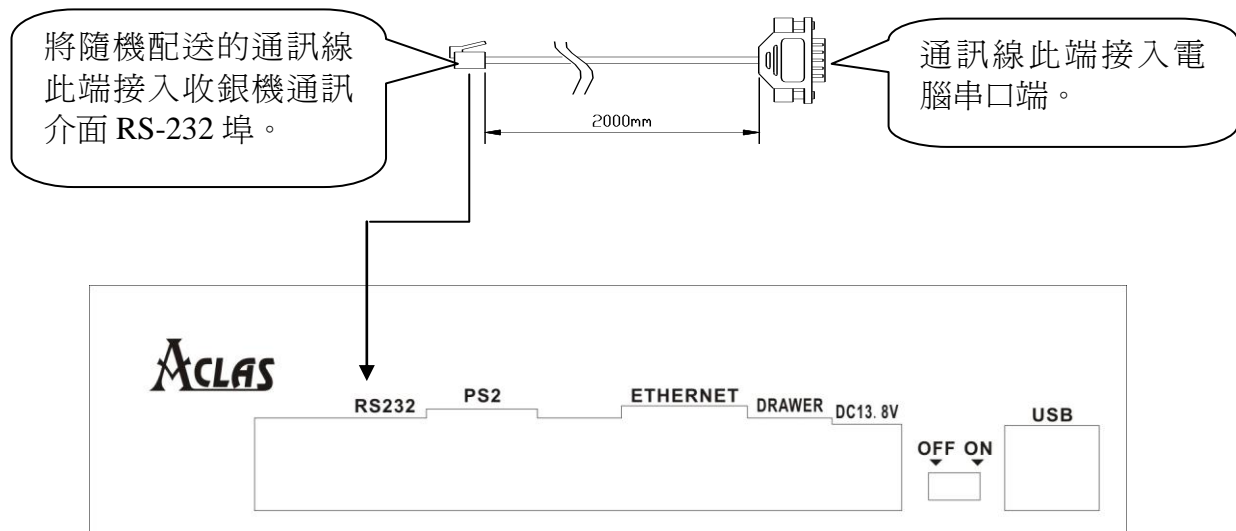 將隨機配送的通訊線
此端接入收銀機通訊
介面 RS-232 埠。
通訊線此端接入電
腦串口端。
2000mm
ACLAS
RS232
PS2
ETHERNET
DRAWER
DC13.8V
OFF ON
USB